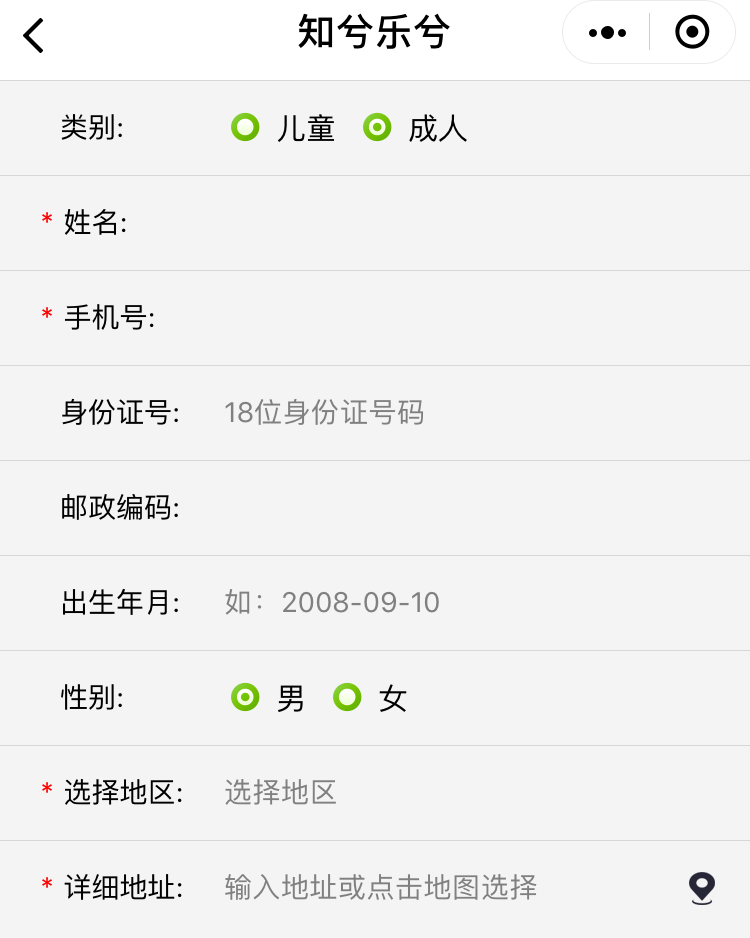 知兮乐兮
类别: 儿童 成人
* 姓名:
* 手机号:
身份证号: 18位身份证号码
邮政编码:
出生年月: 如：2008-09-10
性别: 男 女
* 选择地区: 选择地区
* 详细地址: 输入地址或点击地图选择